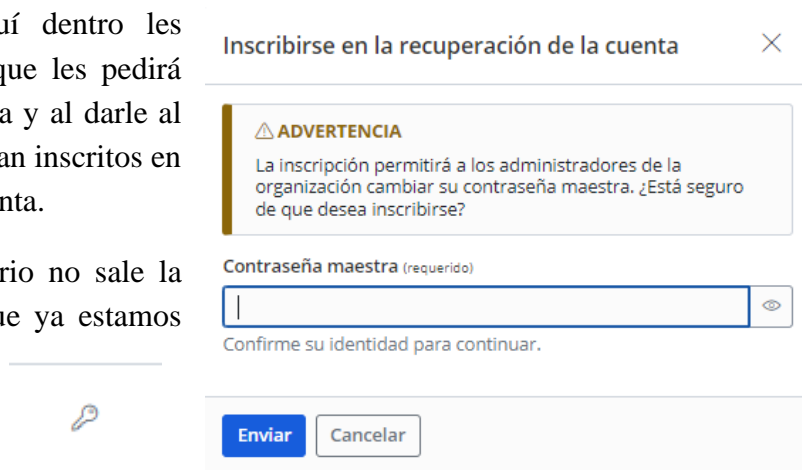 uí dentro les
que les pedirá
a y al darle al
an inscritos en
nta.
rio no sale la
ue ya estamos
Inscribirse en la recuperación de la cuenta
ADVERTENCIA
La inscripción permitirá a los administradores de la
organización cambiar su contraseña maestra. ¿Está seguro
de que desea inscribirse?
Contraseña maestra (requerido)
Confirme su identidad para continuar.
Enviar Cancelar